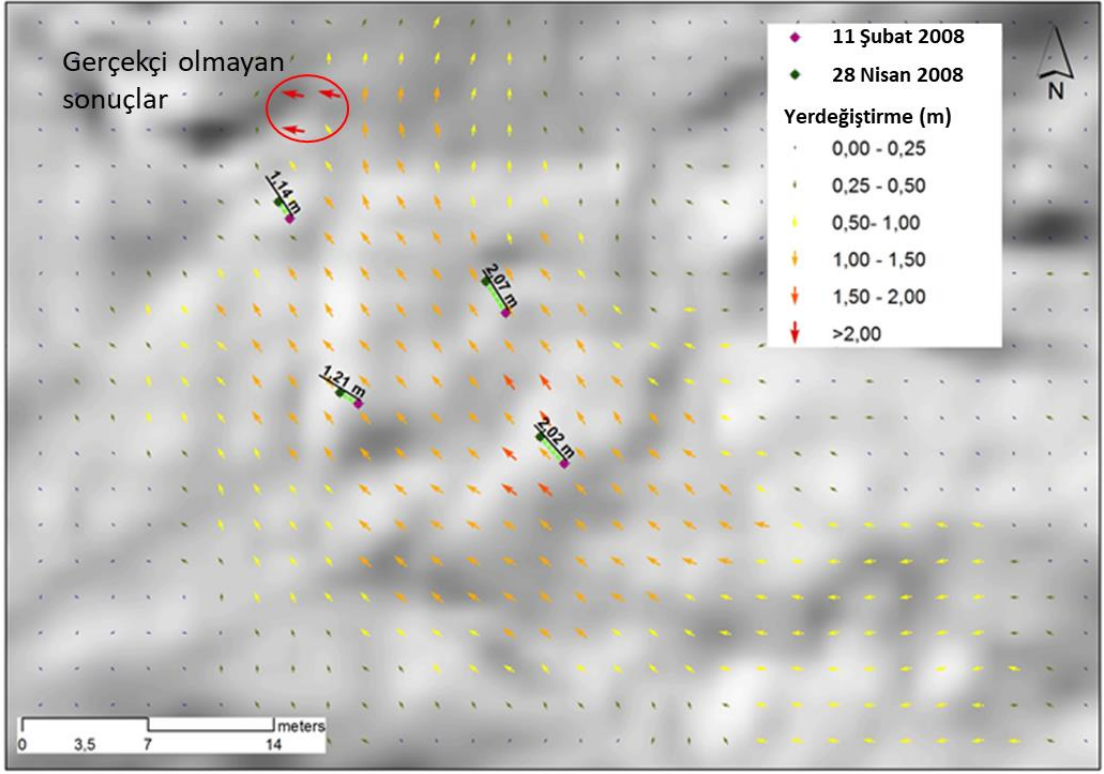 Gerçekçi olmayan
sonuçlar
11 Şubat 2008
28 Nisan 2008
Yerdeğiştirme (m)
0,00 - 0,25
0,25 - 0,50
0,50- 1,00
1,00 - 1,50
1,50 - 2,00
>2,00
N
1,14 m
2,07 m
1,21 m
2,02 m
meters
0 3,5 7 14